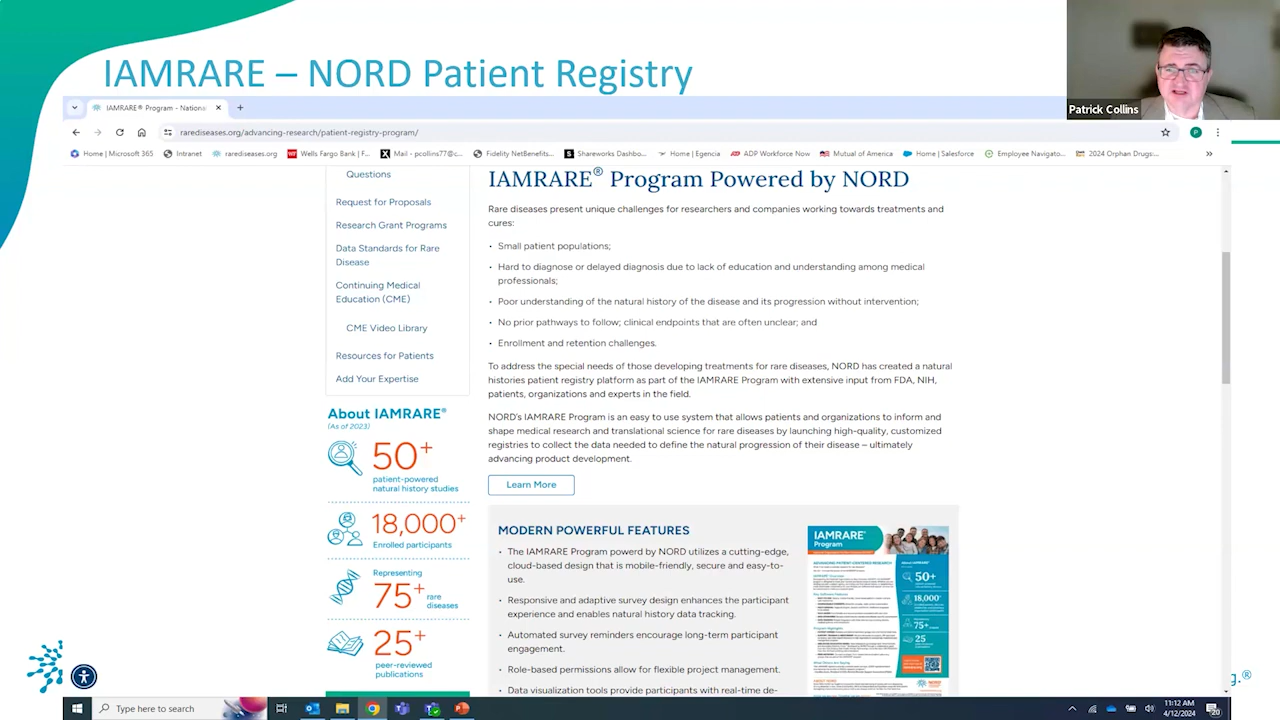 IAMRARE – NORD Patient Registry
Patrick Collins
IAMRARE® Program - Nation
rarediseases.org/advancing-research/patient-registry-program/
Home | Microsoft 365
Intranet
rarediseases.org
Wells Fargo Bank | F...
Mail - pcollins77@c...
Fidelity NetBenefits...
Shareworks Dashbo...
Home | Egencia
ADP Workforce Now
Mutual of America
Home | Salesforce
Employee Navigato...
2024 Orphan Drugs:...
Questions
Request for Proposals
Research Grant Programs
Data Standards for Rare
Disease
Continuing Medical
Education (CME)
CME Video Library
Resources for Patients
Add Your Expertise
About IAMRARE®
(As of 2023)
50+
patient-powered
natural history studies
18,000+
Enrolled participants
Representing
75+ rare
diseases
25+
peer-reviewed
publications
IAMRARE® Program Powered by NORD
Rare diseases present unique challenges for researchers and companies working towards treatments and
cures:
• Small patient populations;
• Hard to diagnose or delayed diagnosis due to lack of education and understanding among medical
professionals;
• Poor understanding of the natural history of the disease and its progression without intervention;
• No prior pathways to follow; clinical endpoints that are often unclear; and
• Enrollment and retention challenges.
To address the special needs of those developing treatments for rare diseases, NORD has created a natural
histories patient registry platform as part of the IAMRARE Program with extensive input from FDA, NIH,
patients, organizations and experts in the field.
NORD's IAMRARE Program is an easy to use system that allows patients and organizations to inform and
shape medical research and translational science for rare diseases by launching high-quality, customized
registries to collect the data needed to define the natural progression of their disease – ultimately
advancing product development.
Learn More
MODERN POWERFUL FEATURES
• The IAMRARE Program powerd by NORD utilizes a cutting-edge,
cloud-based design that is mobile-friendly, secure and easy-to-
use.
• Responsive and adaptive survey design enhances the participant
experience and enables natural history data tracking.
• Automated survey reminders encourage long-term participant
engagement.
• Role-based permissions allow for flexible project management.
• Data visualization tools provide participants with real-time de-
IAMRARE®
Program
About IAMRARE®
50+
18,000+
75+
25
g.®
Type here to search
11:12 AM
4/12/2024
20